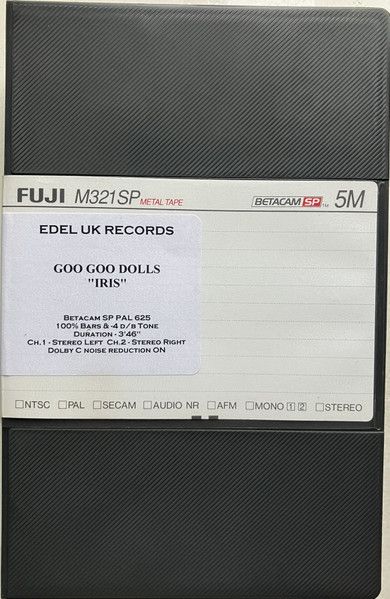 FUJI M321SP METAL TAPE BETACAM SP TM 5M
EDEL UK RECORDS
GOO GOO DOLLS
"IRIS"
BETACAM SP PAL 625
100% BARS & -4 D/B TONE
DURATION - 3'46"
CH.1 - STEREO LEFT CH.2 - STEREO RIGHT
DOLBY C NOISE REDUCTION ON
□NTSC □PAL □SECAM □AUDIO NR □AFM □MONO 1 2 □STEREO